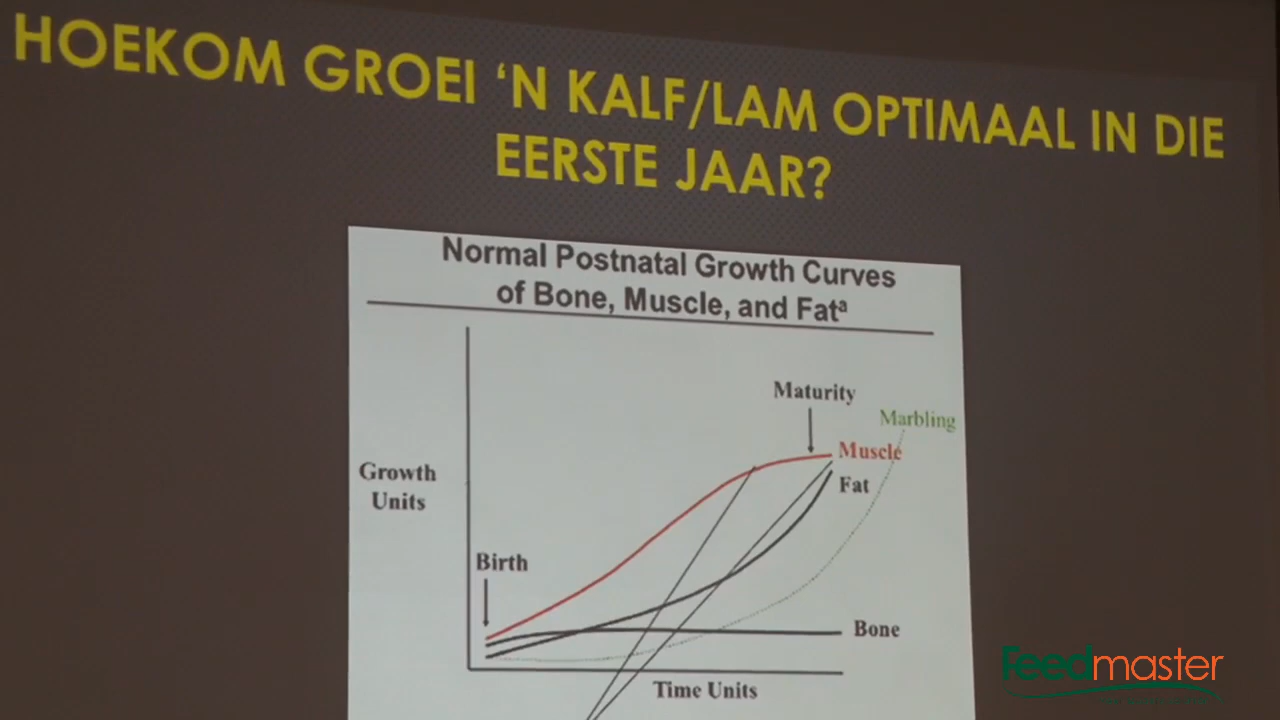 HOEKOM GROEI ‘N KALF/LAM OPTIMAAL IN DIE
EERSTE JAAR?
Normal Postnatal Growth Curves
of Bone, Muscle, and Fatª
Maturity
Marbling
Muscle
Fat
Growth
Units
Birth
Bone
Time Units
Feedmaster